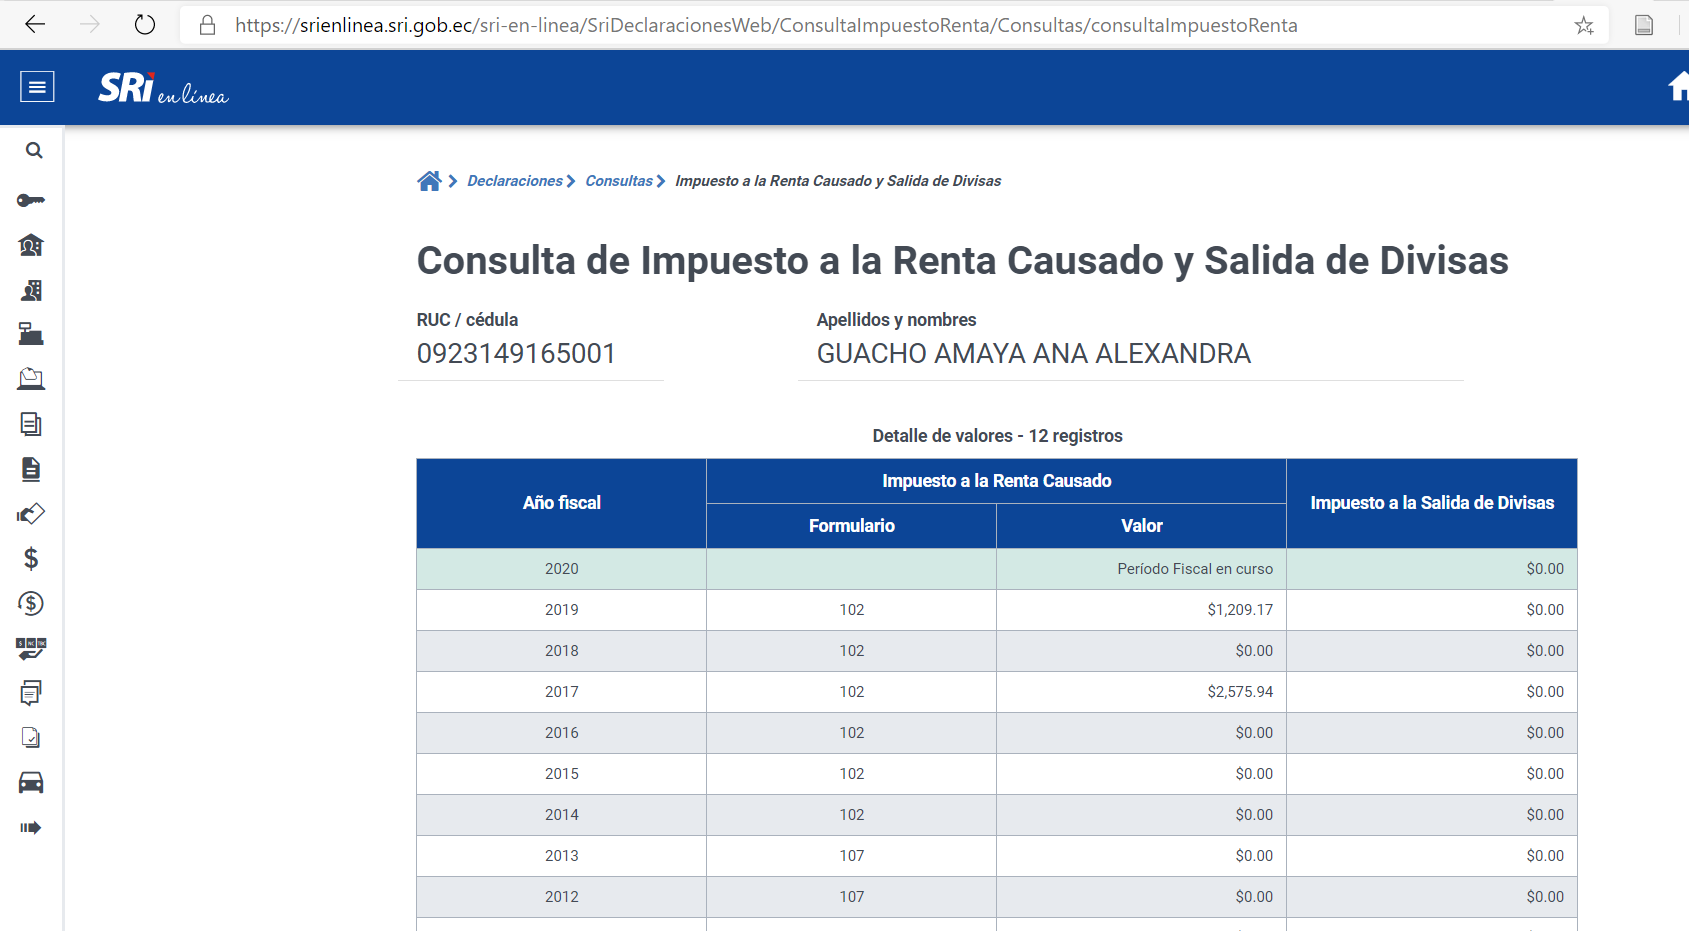 https://srienlinea.sri.gob.ec/sri-en-linea/SriDeclaracionesWeb/ConsultaImpuestoRenta/Consultas/consultaImpuestoRenta
SRi en línea
Declaraciones Consultas Impuesto a la Renta Causado y Salida de Divisas
Consulta de Impuesto a la Renta Causado y Salida de Divisas
RUC / cédula Apellidos y nombres
0923149165001 GUACHO AMAYA ANA ALEXANDRA
Detalle de valores - 12 registros
Año fiscal Impuesto a la Renta Causado Impuesto a la Salida de Divisas
Formulario Valor
2020 Período Fiscal en curso $0.00
2019 102 $1,209.17 $0.00
2018 102 $0.00 $0.00
2017 102 $2,575.94 $0.00
2016 102 $0.00 $0.00
2015 102 $0.00 $0.00
2014 102 $0.00 $0.00
2013 107 $0.00 $0.00
2012 107 $0.00 $0.00